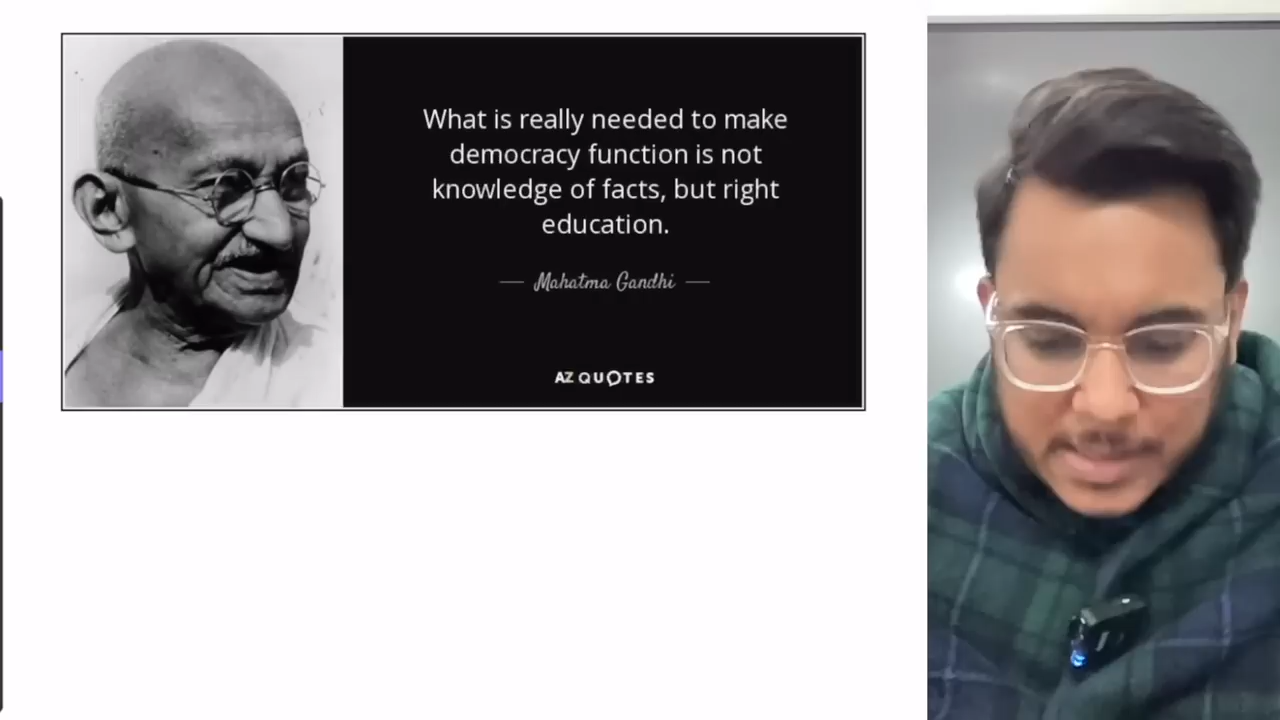 What is really needed to make
democracy function is not
knowledge of facts, but right
education.
— Mahatma Gandhi —
AZ QUOTES